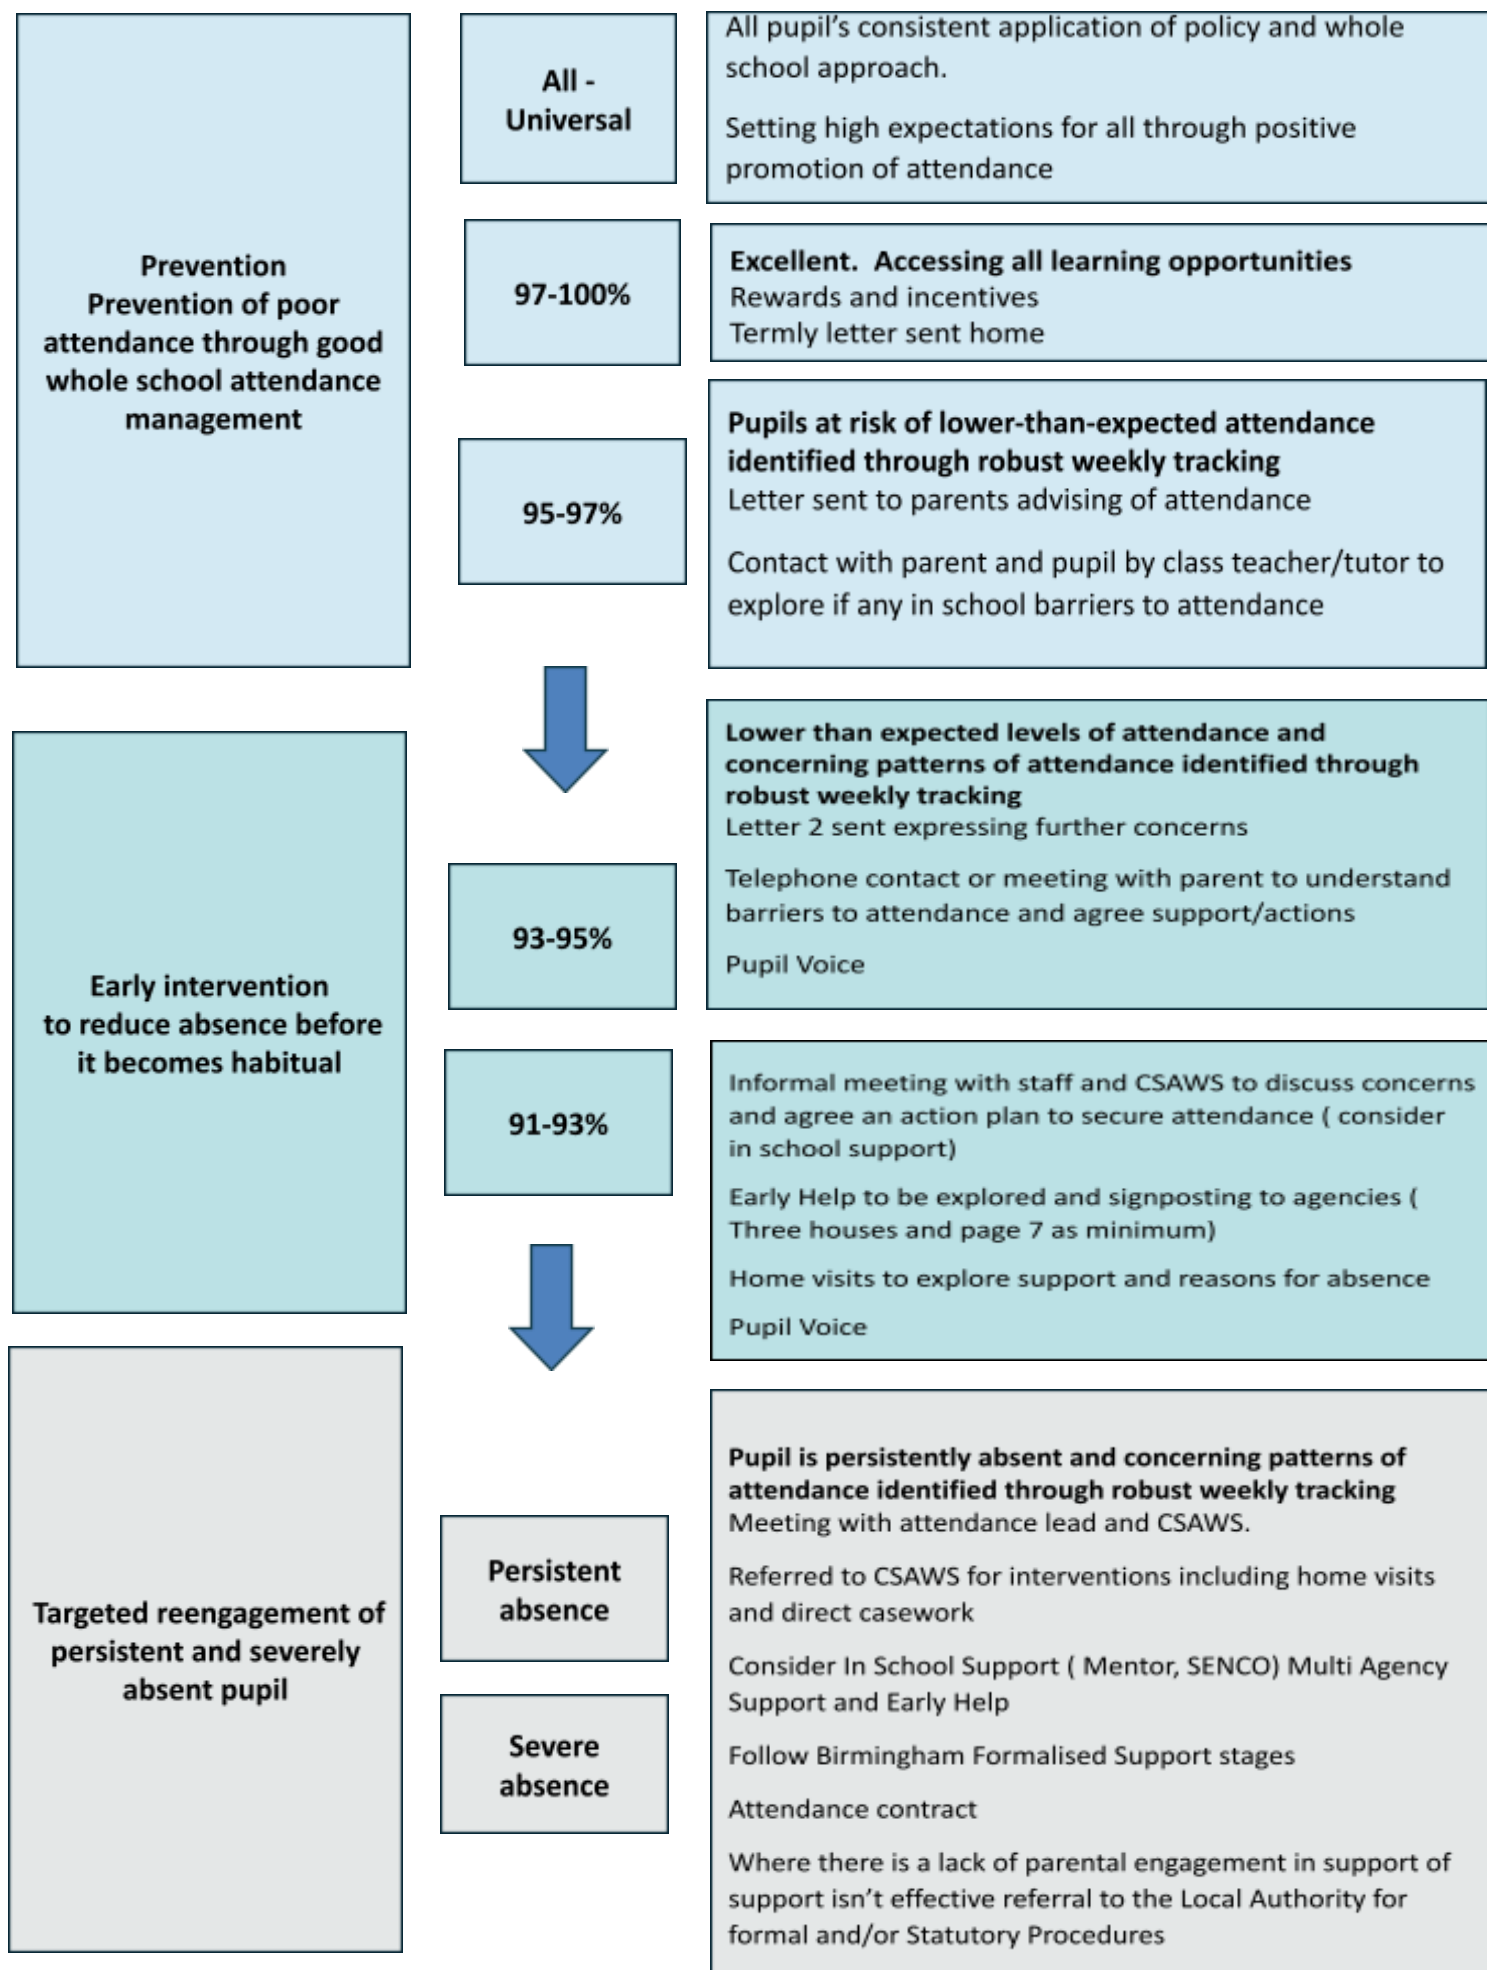 Prevention
Prevention of poor
attendance through good
whole school attendance
management
All -
Universal
All pupil's consistent application of policy and whole
school approach.
Setting high expectations for all through positive
promotion of attendance
97-100%
Excellent.  Accessing all learning opportunities
Rewards and incentives
Termly letter sent home
95-97%
Pupils at risk of lower-than-expected attendance
identified through robust weekly tracking
Letter sent to parents advising of attendance
Contact with parent and pupil by class teacher/tutor to
explore if any in school barriers to attendance
Early intervention
to reduce absence before
it becomes habitual
93-95%
Lower than expected levels of attendance and
concerning patterns of attendance identified through
robust weekly tracking
Letter 2 sent expressing further concerns
Telephone contact or meeting with parent to understand
barriers to attendance and agree support/actions
Pupil Voice
91-93%
Informal meeting with staff and CSAWS to discuss concerns
and agree an action plan to secure attendance ( consider
in school support)
Early Help to be explored and signposting to agencies (
Three houses and page 7 as minimum)
Home visits to explore support and reasons for absence
Pupil Voice
Targeted reengagement of
persistent and severely
absent pupil
Persistent
absence
Severe
absence
Pupil is persistently absent and concerning patterns of
attendance identified through robust weekly tracking
Meeting with attendance lead and CSAWS.
Referred to CSAWS for interventions including home visits
and direct casework
Consider In School Support ( Mentor, SENCO) Multi Agency
Support and Early Help
Follow Birmingham Formalised Support stages
Attendance contract
Where there is a lack of parental engagement in support of
support isn't effective referral to the Local Authority for
formal and/or Statutory Procedures